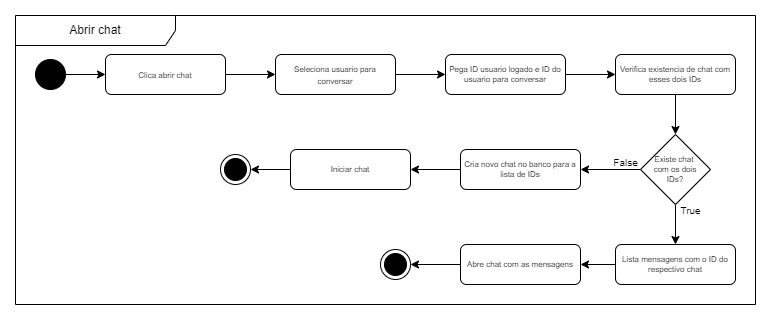 Abrir chat
Clica abrir chat
Seleciona usuario para
conversar
Pega ID usuario logado e ID do
usuario para conversar
Verifica existencia de chat com
esses dois IDs
Existe chat
com os dois
IDs?
False
Cria novo chat no banco para a
lista de IDs
Iniciar chat
True
Lista mensagens com o ID do
respectivo chat
Abre chat com as mensagens